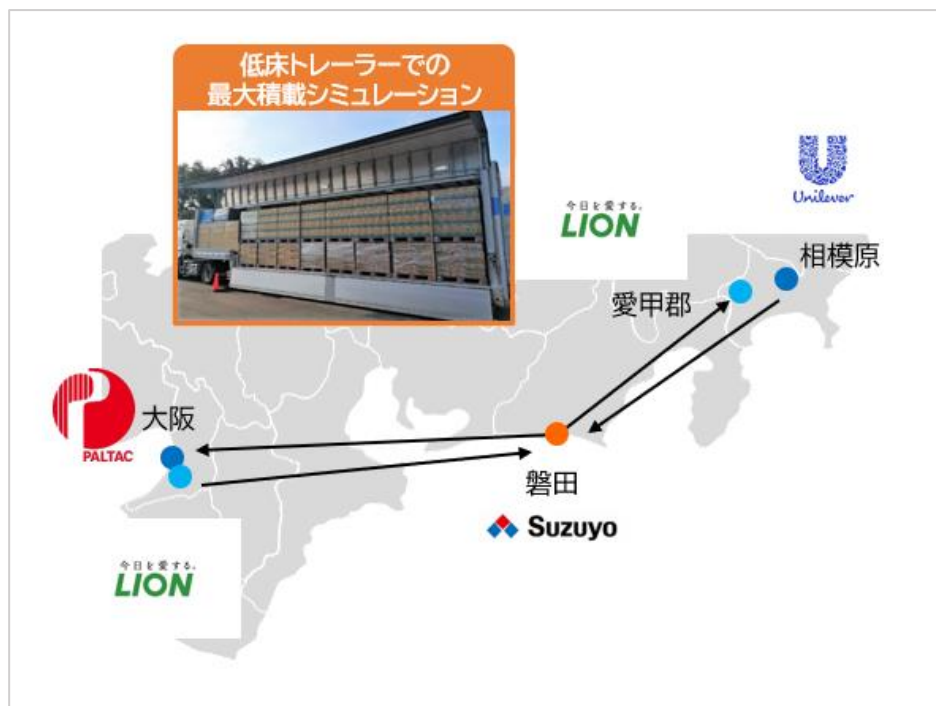 低床トレーラーでの
最大積載シミュレーション
Unilever
今日を愛する。
LION
相模原
愛甲郡
大阪
PALTAC
磐田
Suzuyo
今日を愛する。
LION